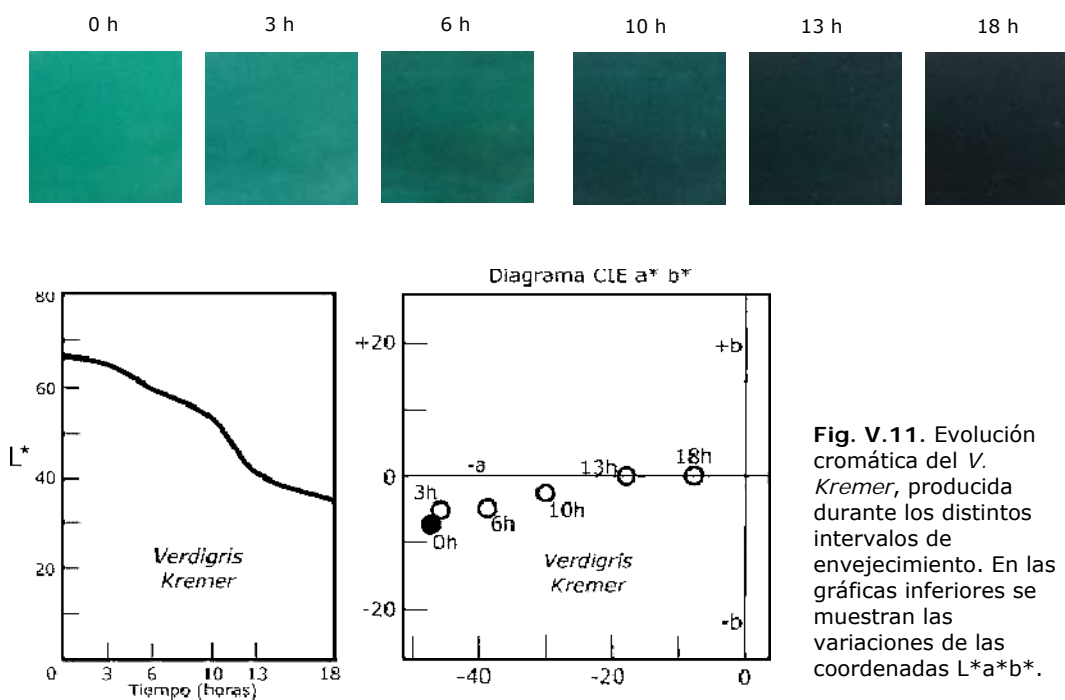 0 h 3 h 6 h 10 h 13 h 18 h
80
60
L*
40
20
0 3 6 10 13 18
Tiempo (horas)
Verdigris
Kremer
Diagrama CIE a* b*
+20
+b
-a
0
3h
0h
6h
10h
13h
18h
Verdigris
Kremer
-20
-b
-40 -20 0
Fig. V.11. Evolución
cromática del V.
Kremer, producida
durante los distintos
intervalos de
envejecimiento. En las
gráficas inferiores se
muestran las
variaciones de las
coordenadas L*a*b*.